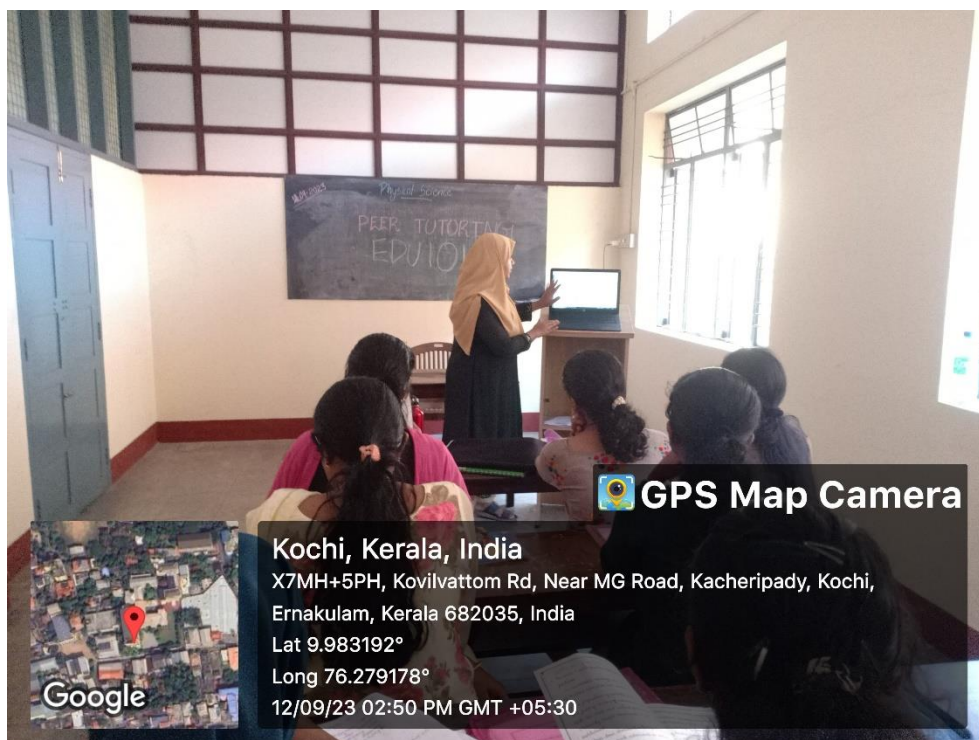 Physical Science
PEER TUTORING
GPS Map Camera
Kochi, Kerala, India
X7MH+5PH, Kovilvattom Rd, Near MG Road, Kacheripady, Kochi,
Ernakulam, Kerala 682035, India
Lat 9.983192°
Long 76.279178°
12/09/23 02:50 PM GMT +05:30
Google